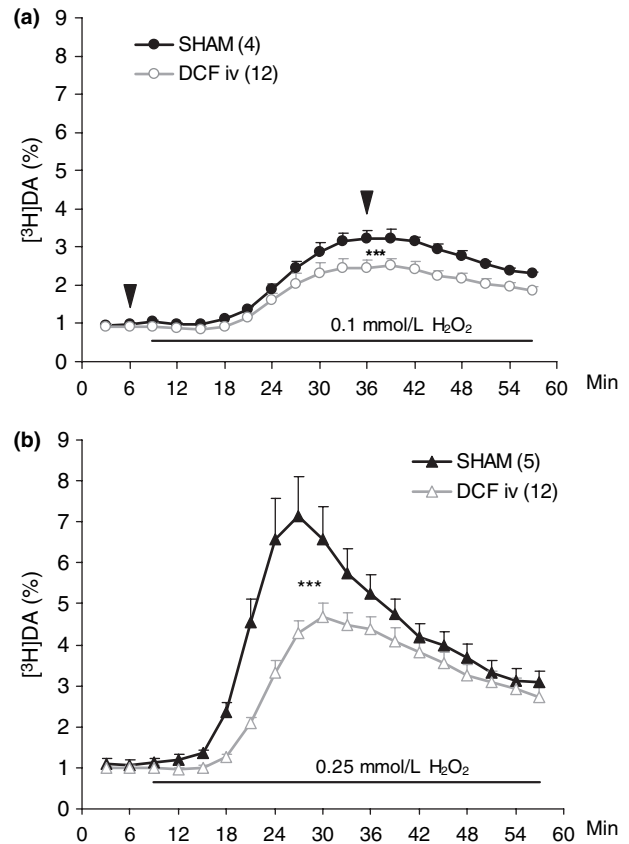 (a)
9
8
7
6
5
4
3
2
1
0
[³H]DA (%)
SHAM (4)
DCF iv (12)
***
0.1 mmol/L H₂O₂
0 6 12 18 24 30 36 42 48 54 60 Min
(b)
9
8
7
6
5
4
3
2
1
0
[³H]DA (%)
SHAM (5)
DCF iv (12)
***
0.25 mmol/L H₂O₂
0 6 12 18 24 30 36 42 48 54 60 Min